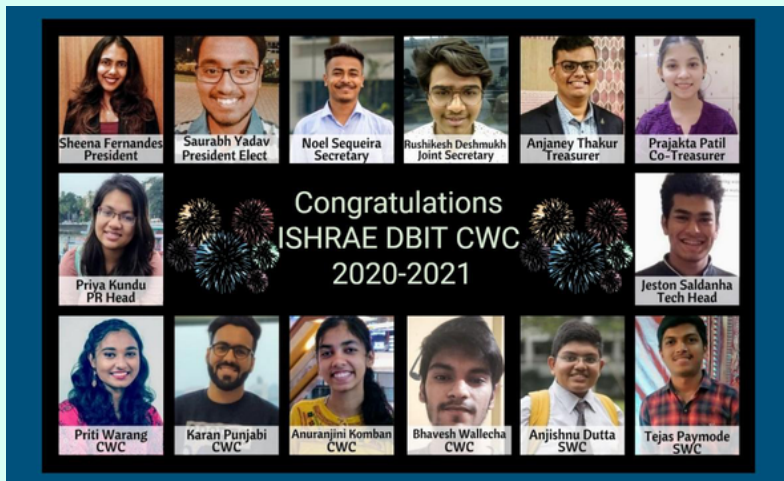 Sheena Fernandes
President
Saurabh Yadav
President Elect
Noel Sequeira
Secretary
Rushikesh Deshmukh
Joint Secretary
Anjaney Thakur
Treasurer
Prajakta Patil
Co-Treasurer
Priya Kundu
PR Head
Congratulations
ISHRAE DBIT CWC
2020-2021
Jeston Saldanha
Tech Head
Priti Warang
CWC
Karan Punjabi
CWC
Anuranjini Komban
CWC
Bhavesh Wallecha
CWC
Anjishnu Dutta
SWC
Tejas Paymode
SWC